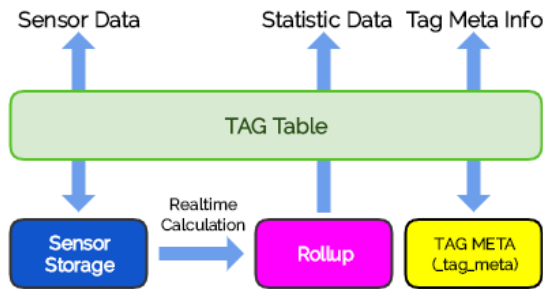 Sensor Data
Statistic Data
Tag Meta Info
TAG Table
Realtime
Calculation
Sensor
Storage
Rollup
TAG META
(_tag_meta)